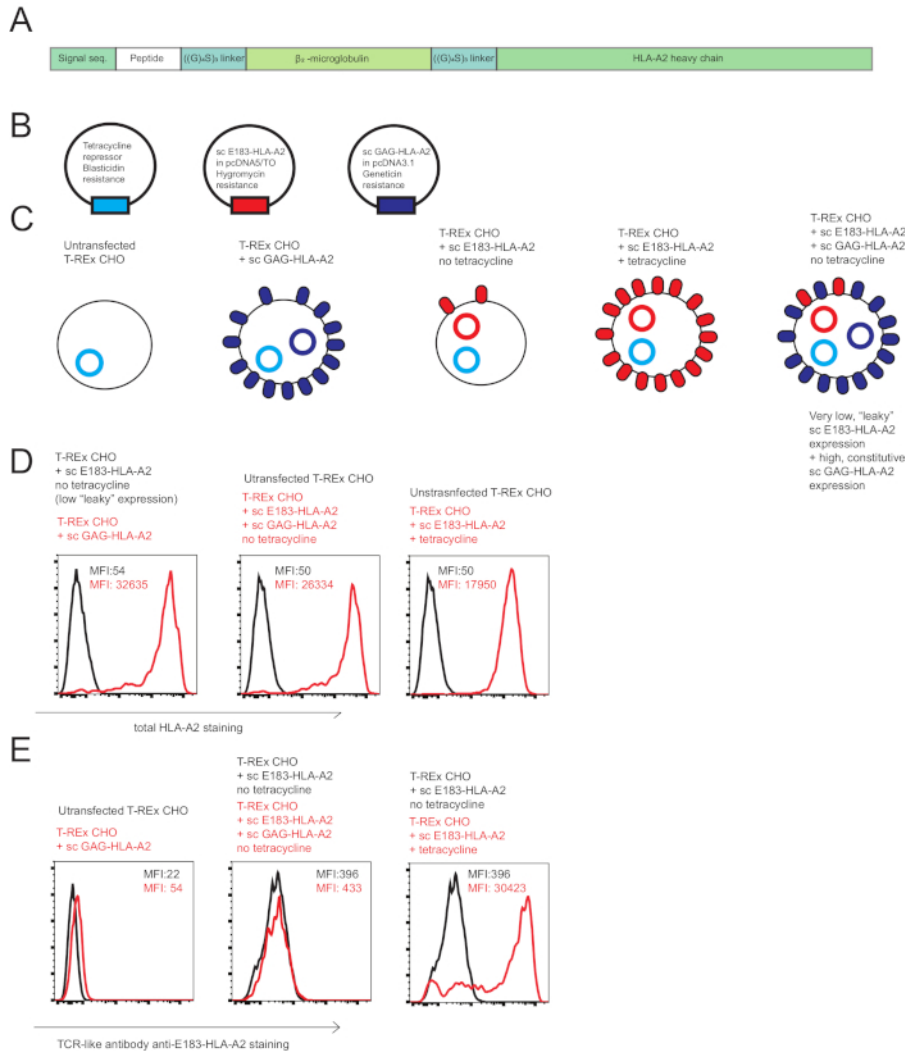 A
Signal seq. Peptide ((G)₄S)₃ linker β₂ -microglobulin ((G)₄S)₃ linker HLA-A2 heavy chain
B
Tetracycline
repressor
Blasticidin
resistance
sc E183-HLA-A2
in pcDNA5/TO
Hygromycin
resistance
sc GAG-HLA-A2
in pcDNA3.1
Geneticin
resistance
C
Untransfected
T-REx CHO
T-REx CHO
+ sc GAG-HLA-A2
T-REx CHO
+ sc E183-HLA-A2
no tetracycline
T-REx CHO
+ sc E183-HLA-A2
+ tetracycline
T-REx CHO
+ sc E183-HLA-A2
+ sc GAG-HLA-A2
no tetracycline
Very low, “leaky”
sc E183-HLA-A2
expression
+ high, constitutive
sc GAG-HLA-A2
expression
D
T-REx CHO
+ sc E183-HLA-A2
no tetracycline
(low “leaky” expression)
T-REx CHO
+ sc GAG-HLA-A2
MFI:54
MFI: 32635
Utransfected T-REx CHO
T-REx CHO
+ sc E183-HLA-A2
+ sc GAG-HLA-A2
no tetracycline
MFI:50
MFI: 26334
Unstrasnfected T-REx CHO
T-REx CHO
+ sc E183-HLA-A2
+ tetracycline
MFI:50
MFI: 17950
total HLA-A2 staining
E
Utransfected T-REx CHO
T-REx CHO
+ sc GAG-HLA-A2
MFI:22
MFI: 54
T-REx CHO
+ sc E183-HLA-A2
no tetracycline
T-REx CHO
+ sc E183-HLA-A2
+ sc GAG-HLA-A2
no tetracycline
MFI:396
MFI: 433
T-REx CHO
+ sc E183-HLA-A2
no tetracycline
T-REx CHO
+ sc E183-HLA-A2
+ tetracycline
MFI:396
MFI: 30423
TCR-like antibody anti-E183-HLA-A2 staining